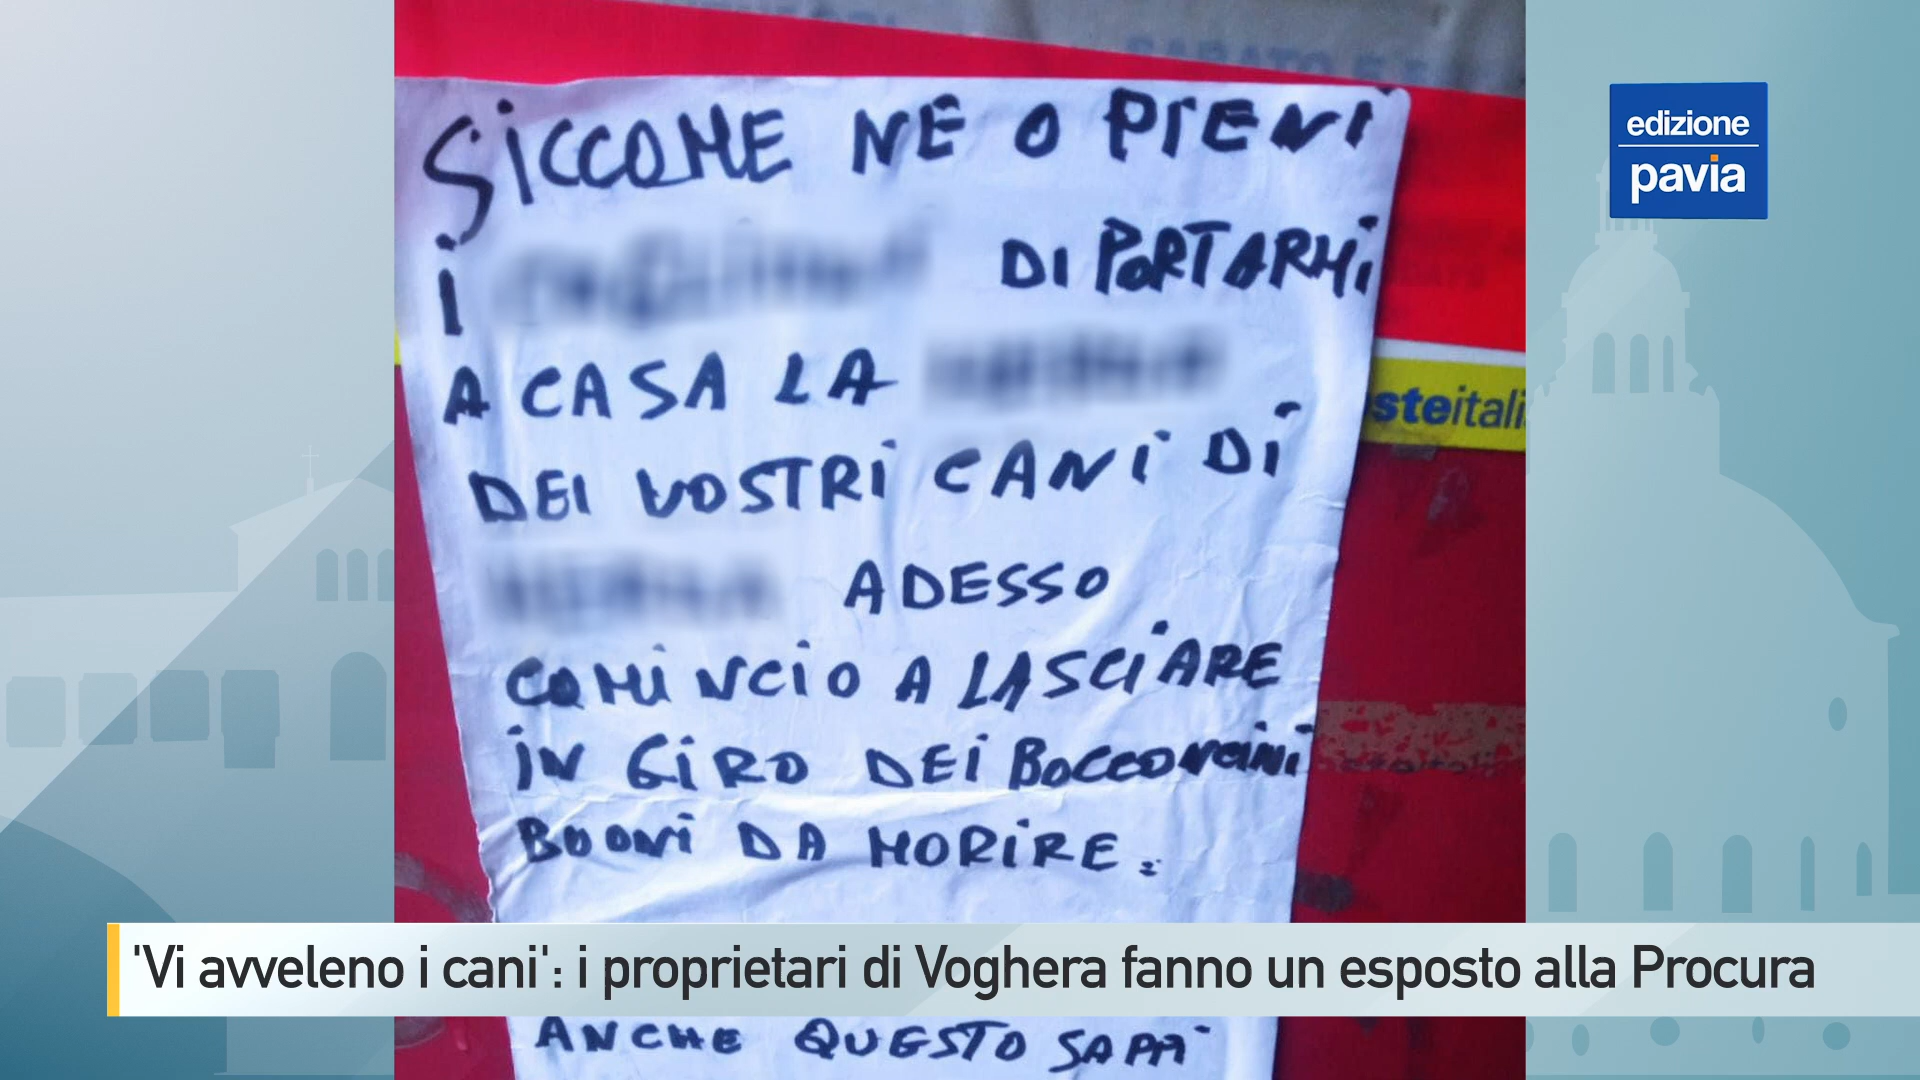 SICCOME NE O PIENI
I DI PORTARMI
A CASA LA
DEI VOSTRI CANI DI
ADESSO
COMINCIO A LASCIARE
IN GIRO DEI BOCCONCINI
BUONI DA MORIRE.
ANCHE QUESTO SAPA
steitali
edizione
pavia
'Vi avveleno i cani': i proprietari di Voghera fanno un esposto alla Procura